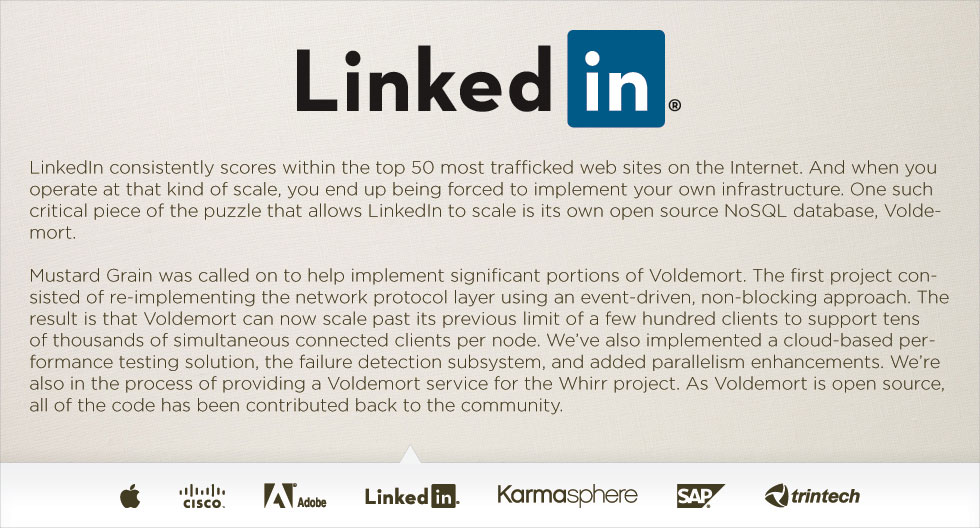 Linked in ®
LinkedIn consistently scores within the top 50 most trafficked web sites on the Internet. And when you
operate at that kind of scale, you end up being forced to implement your own infrastructure. One such
critical piece of the puzzle that allows LinkedIn to scale is its own open source NoSQL database, Volde-
mort.
Mustard Grain was called on to help implement significant portions of Voldemort. The first project con-
sisted of re-implementing the network protocol layer using an event-driven, non-blocking approach. The
result is that Voldemort can now scale past its previous limit of a few hundred clients to support tens
of thousands of simultaneous connected clients per node. We've also implemented a cloud-based per-
formance testing solution, the failure detection subsystem, and added parallelism enhancements. We're
also in the process of providing a Voldemort service for the Whirr project. As Voldemort is open source,
all of the code has been contributed back to the community.
CISCO Adobe Linked in Karmasphere SAP trintech